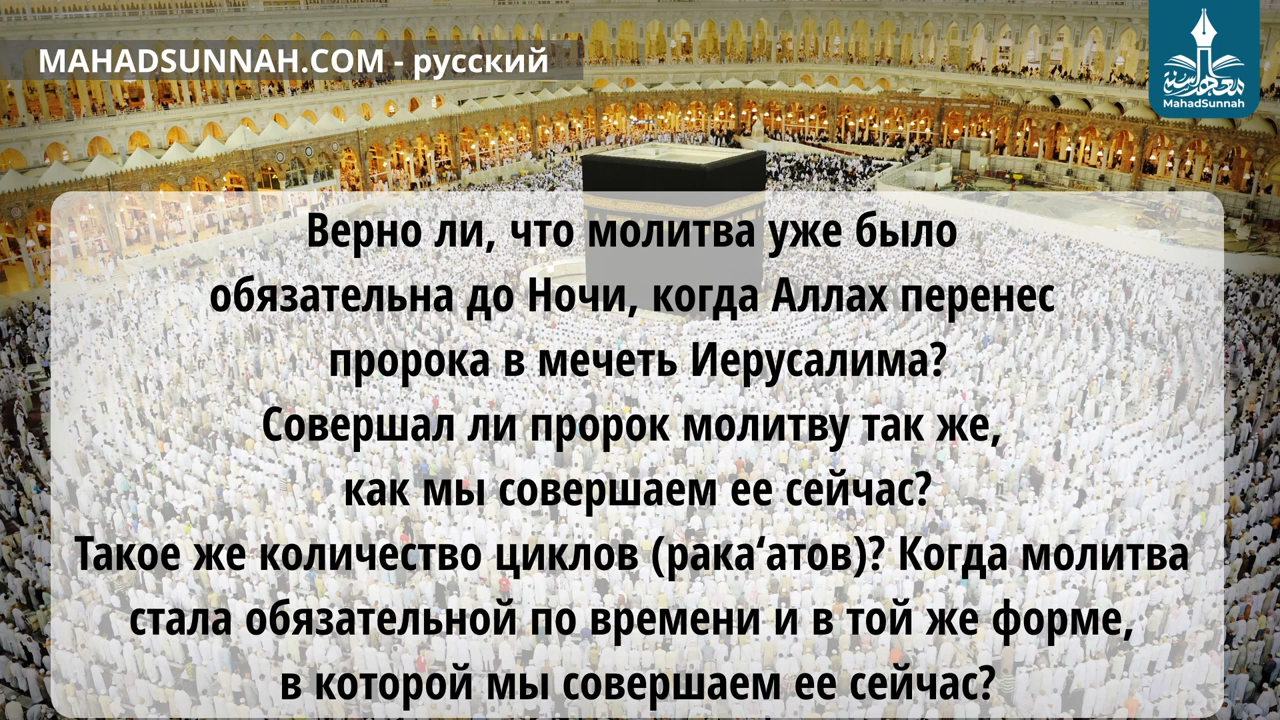 MAHADSUNNAH.COM - русский
معهد السنة
MahadSunnah
Верно ли, что молитва уже было
обязательна до Ночи, когда Аллах перенес
пророка в мечеть Иерусалима?
Совершал ли пророк молитву так же,
как мы совершаем ее сейчас?
Такое же количество циклов (рака‘атов)? Когда молитва
стала обязательной по времени и в той же форме,
в которой мы совершаем ее сейчас?